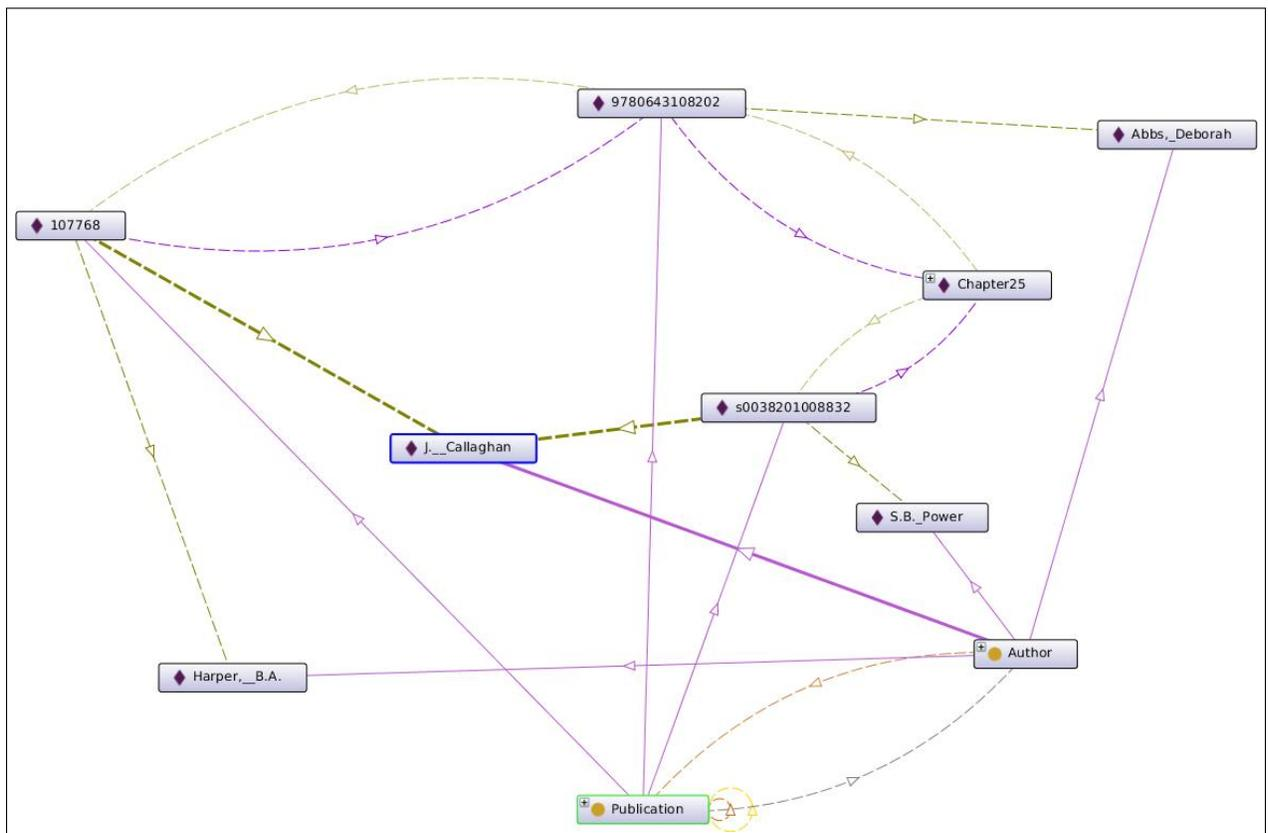 9780643108202
Abbs,_Deborah
107768
Chapter25
s0038201008832
J.__Callaghan
S.B._Power
Author
Harper,__B.A.
Publication